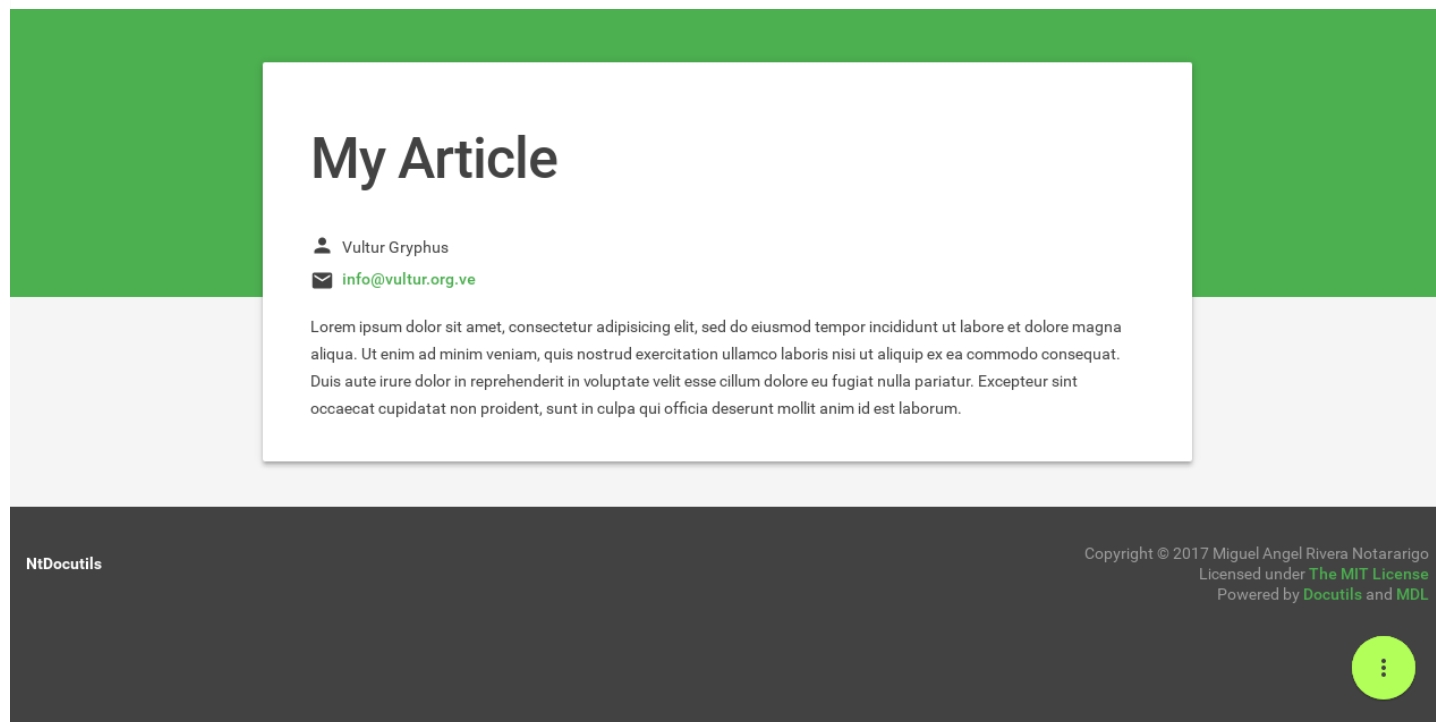 My Article
Vultur Gryphus
info@vultur.org.ve
Lorem ipsum dolor sit amet, consectetur adipisicing elit, sed do eiusmod tempor incididunt ut labore et dolore magna
aliqua. Ut enim ad minim veniam, quis nostrud exercitation ullamco laboris nisi ut aliquip ex ea commodo consequat.
Duis aute irure dolor in reprehenderit in voluptate velit esse cillum dolore eu fugiat nulla pariatur. Excepteur sint
occaecat cupidatat non proident, sunt in culpa qui officia deserunt mollit anim id est laborum.
NtDocutils
Copyright © 2017 Miguel Angel Rivera Notararigo
Licensed under The MIT License
Powered by Docutils and MDL